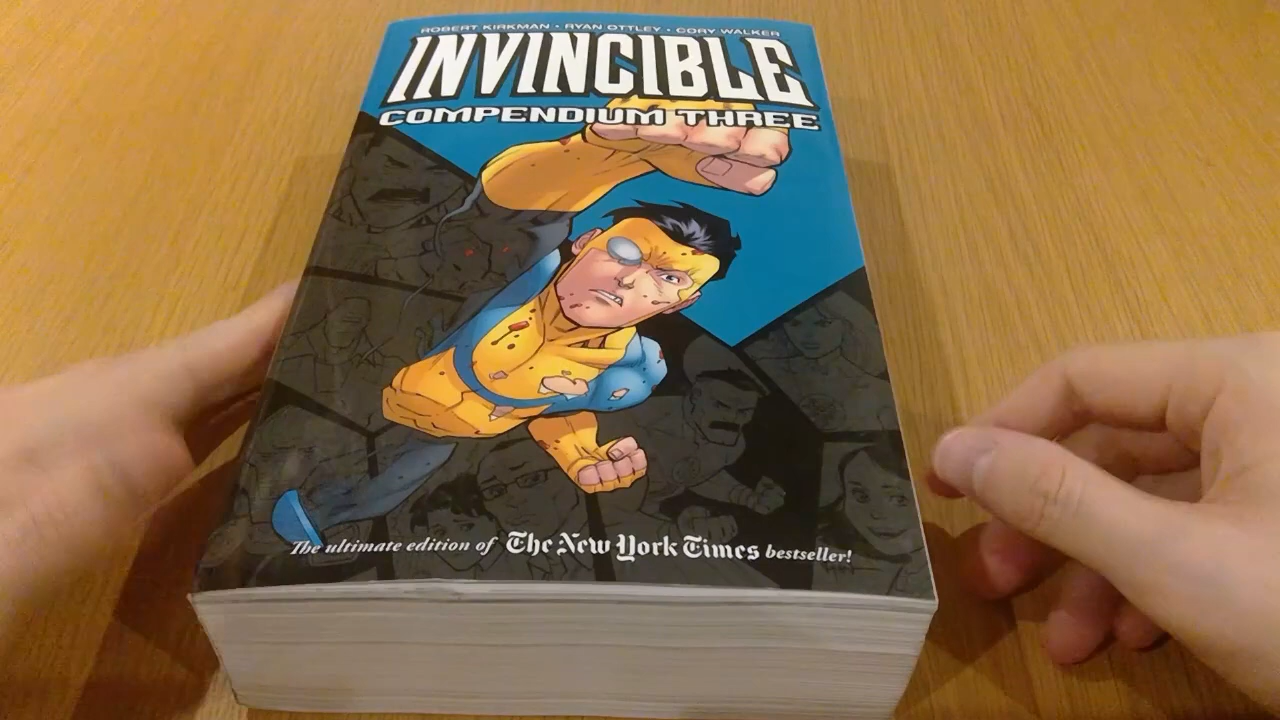 ROBERT KIRKMAN • RYAN OTTLEY • CORY WALKER
INVINCIBLE
COMPENDIUM THREE
The ultimate edition of The New York Times bestseller!